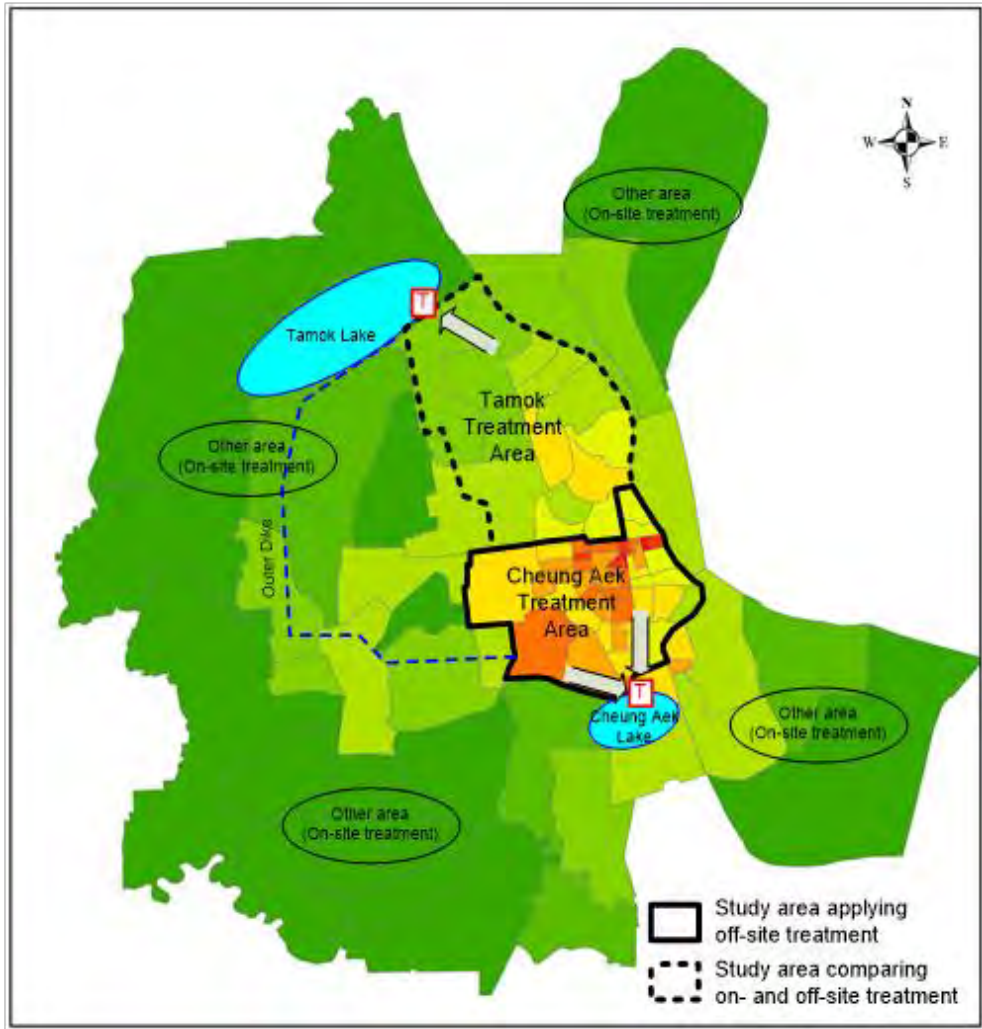 N
W
E
S
Other area
(On-site treatment)
T
Tamok Lake
Tamok
Treatment
Area
Other area
(On-site treatment)
Outer Dike
Cheung Aek
Treatment
Area
T
Cheung Aek
Lake
Other area
(On-site treatment)
Other area
(On-site treatment)
Study area applying
off-site treatment
Study area comparing
on- and off-site treatment